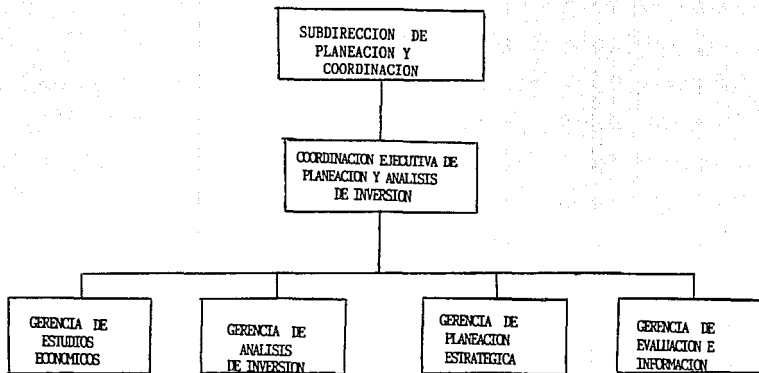 SUBDIRECCION DE
PLANEACION Y
COORDINACION
COORDINACION EJECUTIVA DE
PLANEACION Y ANALISIS
DE INVERSION
GERENCIA DE
ESTUDIOS
ECONOMICOS
GERENCIA DE
ANALISIS
DE INVERSION
GERENCIA DE
PLANEACION
ESTRATEGICA
GERENCIA DE
EVALUACION E
INFORMACION